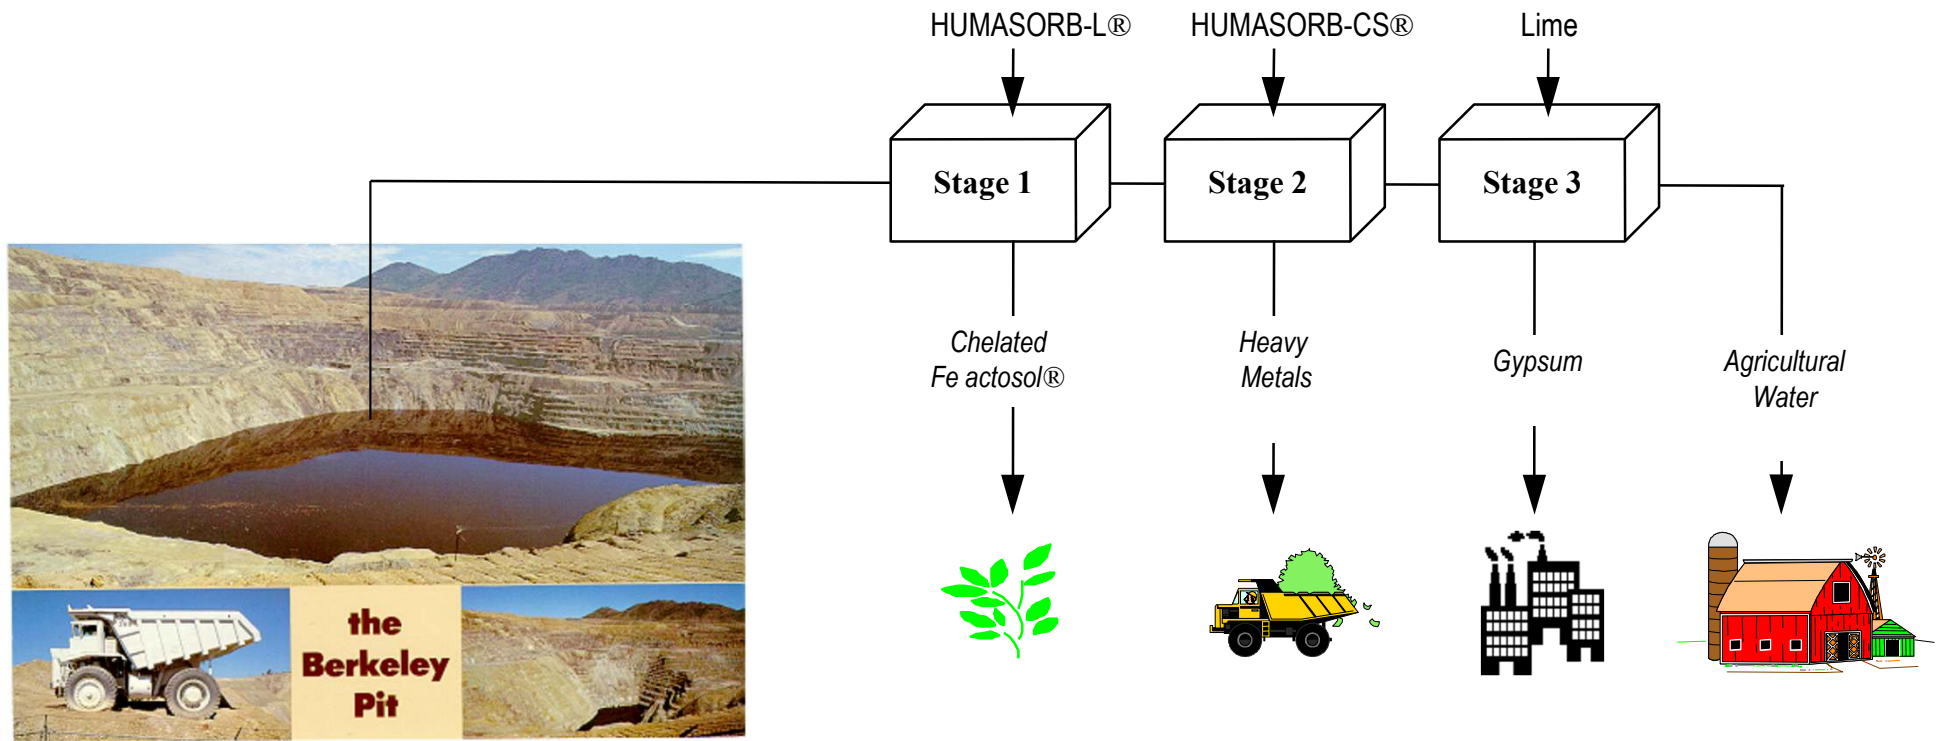 HUMASORB-L®
HUMASORB-CS®
Lime
Stage 1
Stage 2
Stage 3
Chelated
Fe actosol®
Heavy
Metals
Gypsum
Agricultural
Water
the
Berkeley
Pit